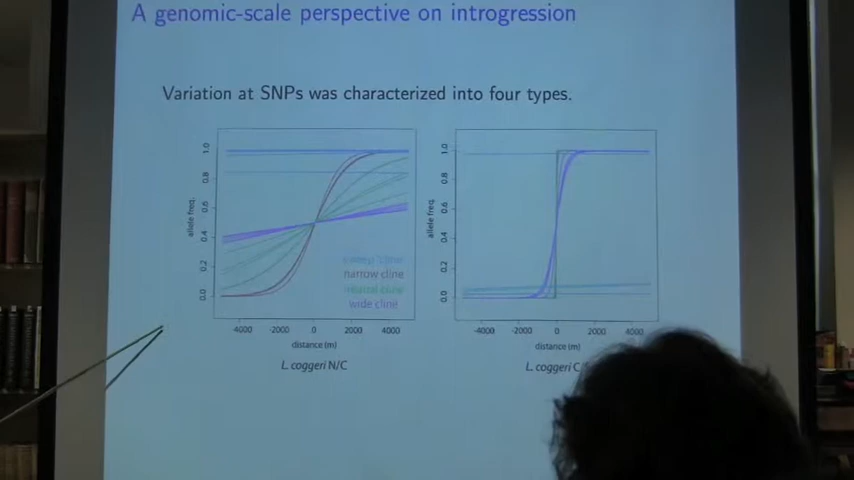 A genomic-scale perspective on introgression
Variation at SNPs was characterized into four types.
1.0
0.8
0.6
0.4
0.2
0.0
allele freq.
narrow cline
neutral cline
wide cline
-4000 -2000 0 2000 4000
distance (m)
L. coggeri N/C
1.0
0.8
0.6
0.4
0.2
0.0
allele freq.
-4000 -2000 0 2000 4000
distance (m)
L. coggeri C